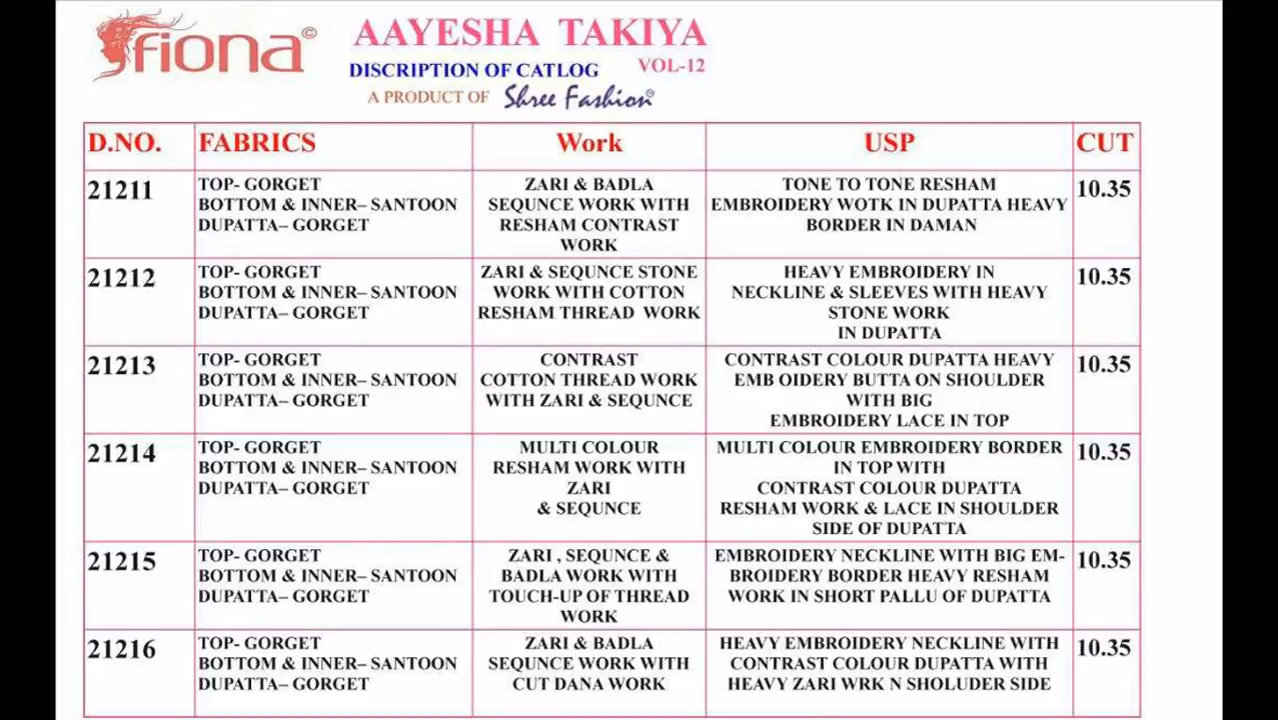 fiona©
AAYESHA TAKIYA
VOL-12
DISCRIPTION OF CATLOG
A PRODUCT OF Shree Fashion®
D.NO. FABRICS Work USP CUT
21211
TOP- GORGET
BOTTOM & INNER– SANTOON
DUPATTA– GORGET
ZARI & BADLA
SEQUNCE WORK WITH
RESHAM CONTRAST
WORK
TONE TO TONE RESHAM
EMBROIDERY WOTK IN DUPATTA HEAVY
BORDER IN DAMAN
10.35
21212
TOP- GORGET
BOTTOM & INNER– SANTOON
DUPATTA– GORGET
ZARI & SEQUNCE STONE
WORK WITH COTTON
RESHAM THREAD WORK
HEAVY EMBROIDERY IN
NECKLINE & SLEEVES WITH HEAVY
STONE WORK
IN DUPATTA
10.35
21213
TOP- GORGET
BOTTOM & INNER– SANTOON
DUPATTA– GORGET
CONTRAST
COTTON THREAD WORK
WITH ZARI & SEQUNCE
CONTRAST COLOUR DUPATTA HEAVY
EMB OIDERY BUTTA ON SHOULDER
WITH BIG
EMBROIDERY LACE IN TOP
10.35
21214
TOP- GORGET
BOTTOM & INNER– SANTOON
DUPATTA– GORGET
MULTI COLOUR
RESHAM WORK WITH
ZARI
& SEQUNCE
MULTI COLOUR EMBROIDERY BORDER
IN TOP WITH
CONTRAST COLOUR DUPATTA
RESHAM WORK & LACE IN SHOULDER
SIDE OF DUPATTA
10.35
21215
TOP- GORGET
BOTTOM & INNER– SANTOON
DUPATTA– GORGET
ZARI , SEQUNCE &
BADLA WORK WITH
TOUCH-UP OF THREAD
WORK
EMBROIDERY NECKLINE WITH BIG EM-
BROIDERY BORDER HEAVY RESHAM
WORK IN SHORT PALLU OF DUPATTA
10.35
21216
TOP- GORGET
BOTTOM & INNER– SANTOON
DUPATTA– GORGET
ZARI & BADLA
SEQUNCE WORK WITH
CUT DANA WORK
HEAVY EMBROIDERY NECKLINE WITH
CONTRAST COLOUR DUPATTA WITH
HEAVY ZARI WRK N SHOLUDER SIDE
10.35